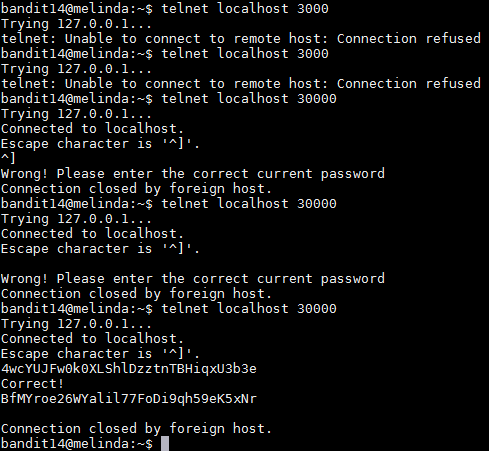 bandit14@melinda:~$ telnet localhost 3000
Trying 127.0.0.1...
telnet: Unable to connect to remote host: Connection refused
bandit14@melinda:~$ telnet localhost 3000
Trying 127.0.0.1...
telnet: Unable to connect to remote host: Connection refused
bandit14@melinda:~$ telnet localhost 30000
Trying 127.0.0.1...
Connected to localhost.
Escape character is '^]'.
^]
Wrong! Please enter the correct current password
Connection closed by foreign host.
bandit14@melinda:~$ telnet localhost 30000
Trying 127.0.0.1...
Connected to localhost.
Escape character is '^]'.
Wrong! Please enter the correct current password
Connection closed by foreign host.
bandit14@melinda:~$ telnet localhost 30000
Trying 127.0.0.1...
Connected to localhost.
Escape character is '^]'.
4wcYUJFw0k0XLShlDzztnTBHiqxU3b3e
Correct!
BfMYroe26WYalil77FoDi9qh59eK5xNr
Connection closed by foreign host.
bandit14@melinda:~$